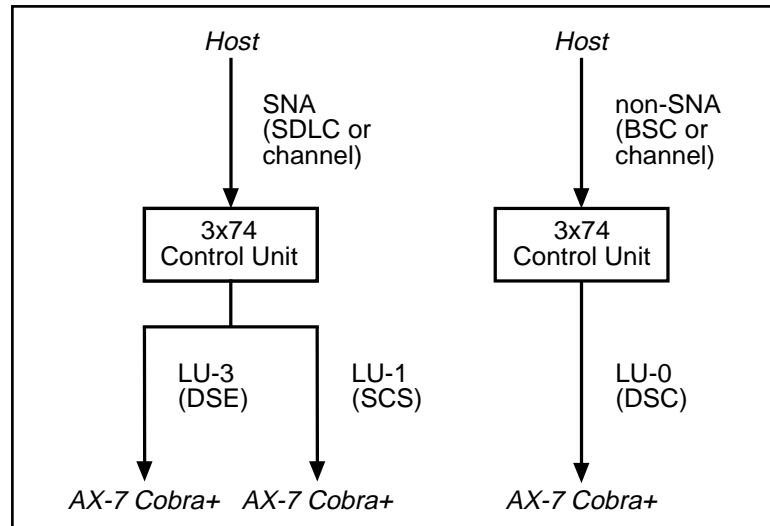 Host
SNA
(SDLC or
channel)
3x74
Control Unit
LU-3
(DSE)
LU-1
(SCS)
AX-7 Cobra+
AX-7 Cobra+
Host
non-SNA
(BSC or
channel)
3x74
Control Unit
LU-0
(DSC)
AX-7 Cobra+